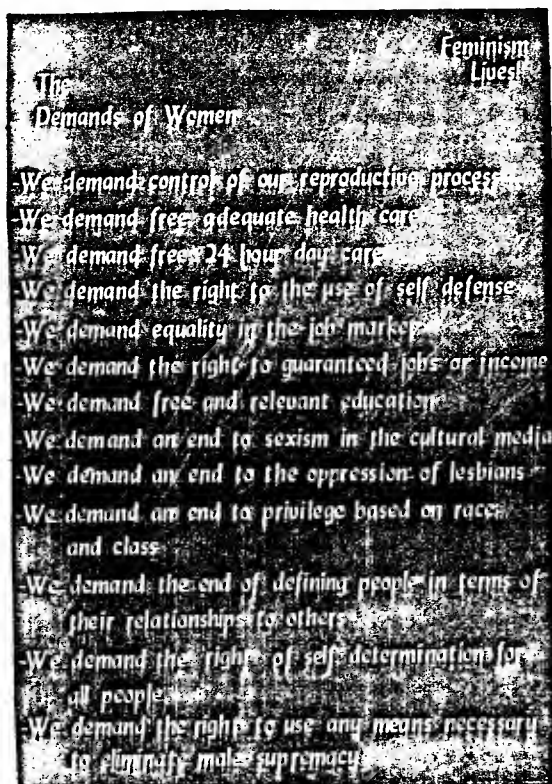 Feminism
Lives!
The
Demands of Women
-We demand control of our reproductive process
-We demand free adequate health care
-We demand free 24 hour day care
-We demand the right to the use of self defense
-We demand equality in the job market
-We demand the right to guaranteed jobs or income
-We demand free and relevant education
-We demand an end to sexism in the cultural media
-We demand an end to the oppression of lesbians
-We demand an end to privilege based on race
and class
-We demand the end of defining people in terms of
their relationships to others
-We demand the right of self determination for
all people
-We demand the right to use any means necessary
to eliminate male supremacy